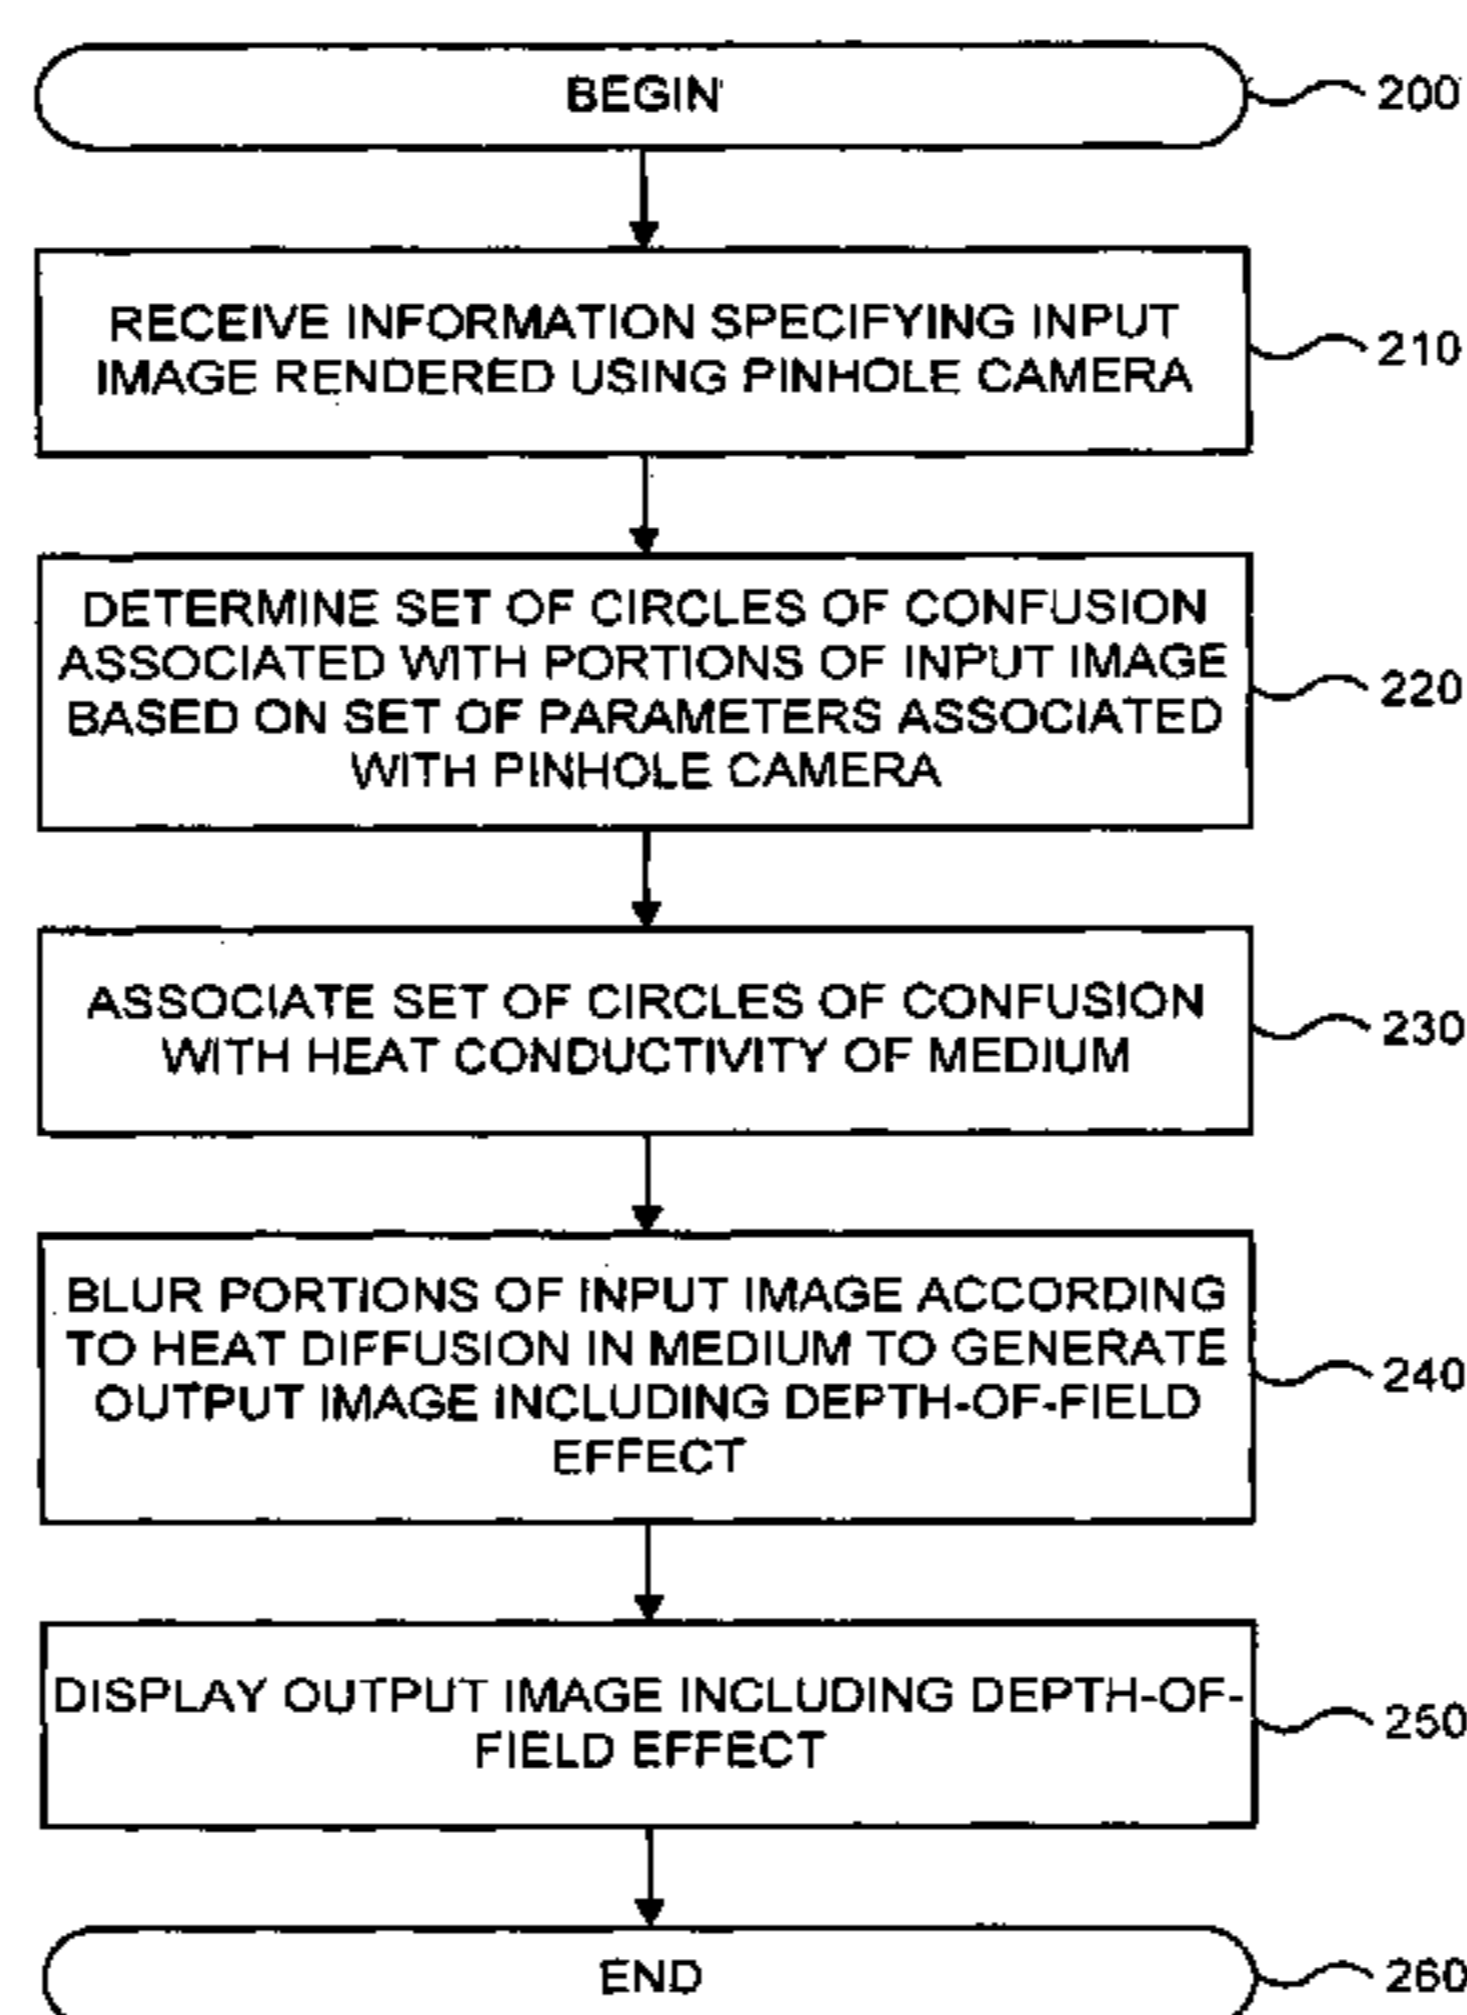 BEGIN
200
RECEIVE INFORMATION SPECIFYING INPUT
IMAGE RENDERED USING PINHOLE CAMERA
210
DETERMINE SET OF CIRCLES OF CONFUSION
ASSOCIATED WITH PORTIONS OF INPUT IMAGE
BASED ON SET OF PARAMETERS ASSOCIATED
WITH PINHOLE CAMERA
220
ASSOCIATE SET OF CIRCLES OF CONFUSION
WITH HEAT CONDUCTIVITY OF MEDIUM
230
BLUR PORTIONS OF INPUT IMAGE ACCORDING
TO HEAT DIFFUSION IN MEDIUM TO GENERATE
OUTPUT IMAGE INCLUDING DEPTH-OF-FIELD
EFFECT
240
DISPLAY OUTPUT IMAGE INCLUDING DEPTH-OF-
FIELD EFFECT
250
END
260